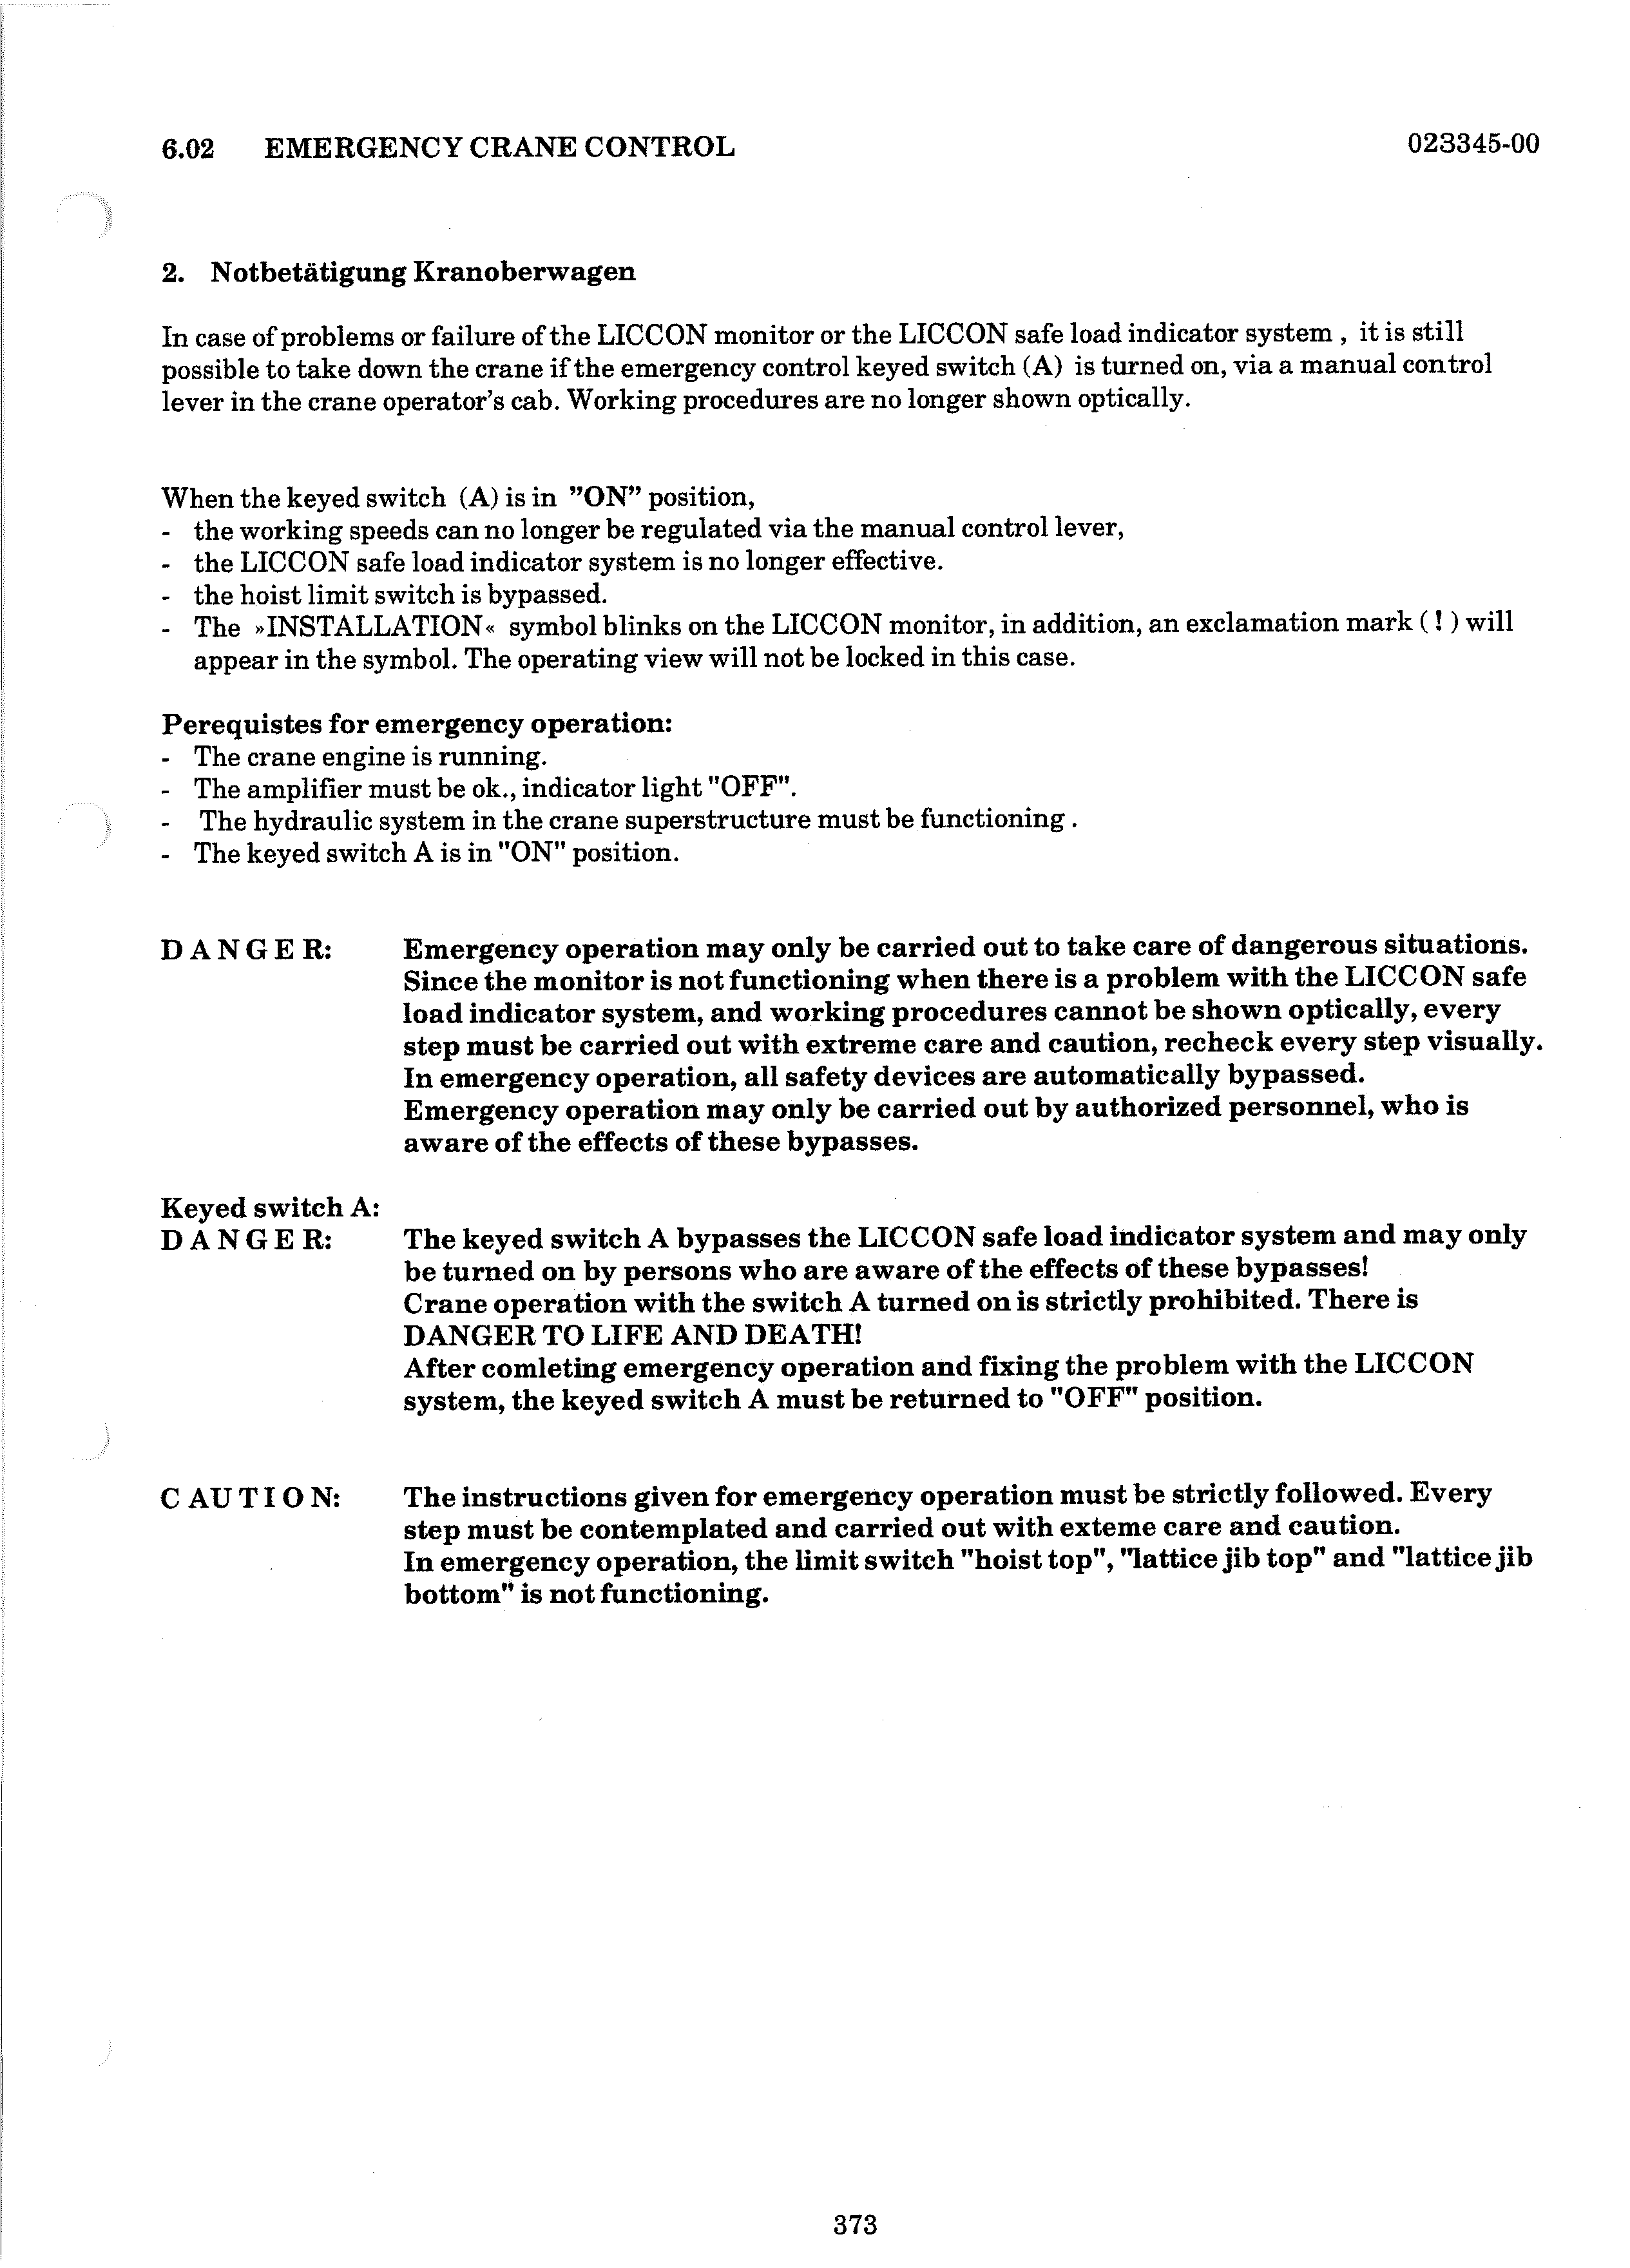 6.02 EMERGENCY CRANE CONTROL 023345-00
2. Notbetätigung Kranoberwagen
In case of problems or failure of the LICCON monitor or the LICCON safe load indicator system , it is still
possible to take down the crane if the emergency control keyed switch (A) is turned on, via a manual control
lever in the crane operator's cab. Working procedures are no longer shown optically.
When the keyed switch (A) is in ”ON” position,
- the working speeds can no longer be regulated via the manual control lever,
- the LICCON safe load indicator system is no longer effective.
- the hoist limit switch is bypassed.
- The »INSTALLATION« symbol blinks on the LICCON monitor, in addition, an exclamation mark ( ! ) will
appear in the symbol. The operating view will not be locked in this case.
Perequistes for emergency operation:
- The crane engine is running.
- The amplifier must be ok., indicator light "OFF".
- The hydraulic system in the crane superstructure must be functioning .
- The keyed switch A is in "ON" position.
D A N G E R: Emergency operation may only be carried out to take care of dangerous situations.
Since the monitor is not functioning when there is a problem with the LICCON safe
load indicator system, and working procedures cannot be shown optically, every
step must be carried out with extreme care and caution, recheck every step visually.
In emergency operation, all safety devices are automatically bypassed.
Emergency operation may only be carried out by authorized personnel, who is
aware of the effects of these bypasses.
Keyed switch A:
D A N G E R: The keyed switch A bypasses the LICCON safe load indicator system and may only
be turned on by persons who are aware of the effects of these bypasses!
Crane operation with the switch A turned on is strictly prohibited. There is
DANGER TO LIFE AND DEATH!
After comleting emergency operation and fixing the problem with the LICCON
system, the keyed switch A must be returned to "OFF" position.
C A U T I O N: The instructions given for emergency operation must be strictly followed. Every
step must be contemplated and carried out with exteme care and caution.
In emergency operation, the limit switch "hoist top", "lattice jib top" and "lattice jib
bottom" is not functioning.
373